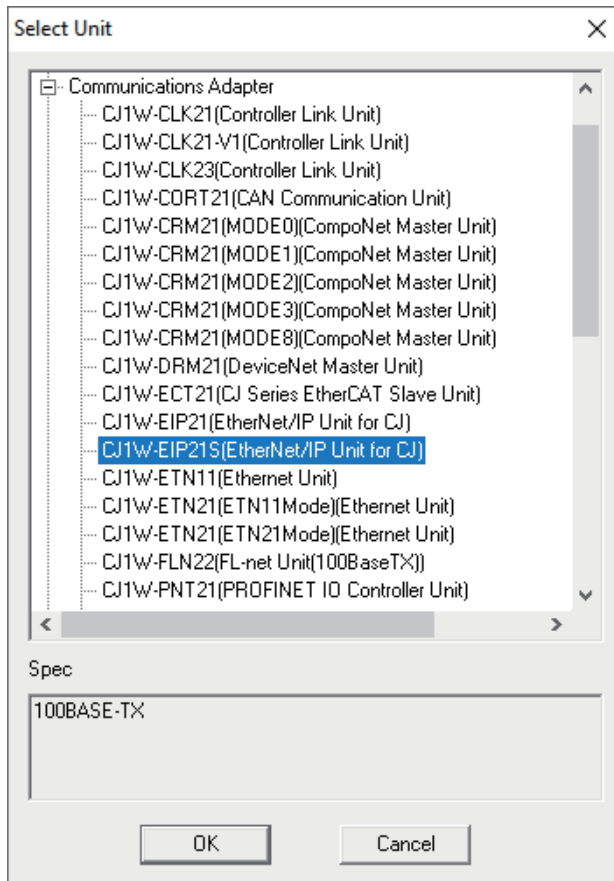 Select Unit
Communications Adapter
CJ1W-CLK21(Controller Link Unit)
CJ1W-CLK21-V1(Controller Link Unit)
CJ1W-CLK23(Controller Link Unit)
CJ1W-CORT21(CAN Communication Unit)
CJ1W-CRM21(MODE0)(CompoNet Master Unit)
CJ1W-CRM21(MODE1)(CompoNet Master Unit)
CJ1W-CRM21(MODE2)(CompoNet Master Unit)
CJ1W-CRM21(MODE3)(CompoNet Master Unit)
CJ1W-CRM21(MODE8)(CompoNet Master Unit)
CJ1W-DRM21(DeviceNet Master Unit)
CJ1W-ECT21(CJ Series EtherCAT Slave Unit)
CJ1W-EIP21(EtherNet/IP Unit for CJ)
CJ1W-EIP21S(EtherNet/IP Unit for CJ)
CJ1W-ETN11(Ethernet Unit)
CJ1W-ETN21(ETN11Mode)(Ethernet Unit)
CJ1W-ETN21(ETN21Mode)(Ethernet Unit)
CJ1W-FLN22(FL-net Unit(100BaseTX))
CJ1W-PNT21(PROFINET IO Controller Unit)
Spec
100BASE-TX
OK
Cancel